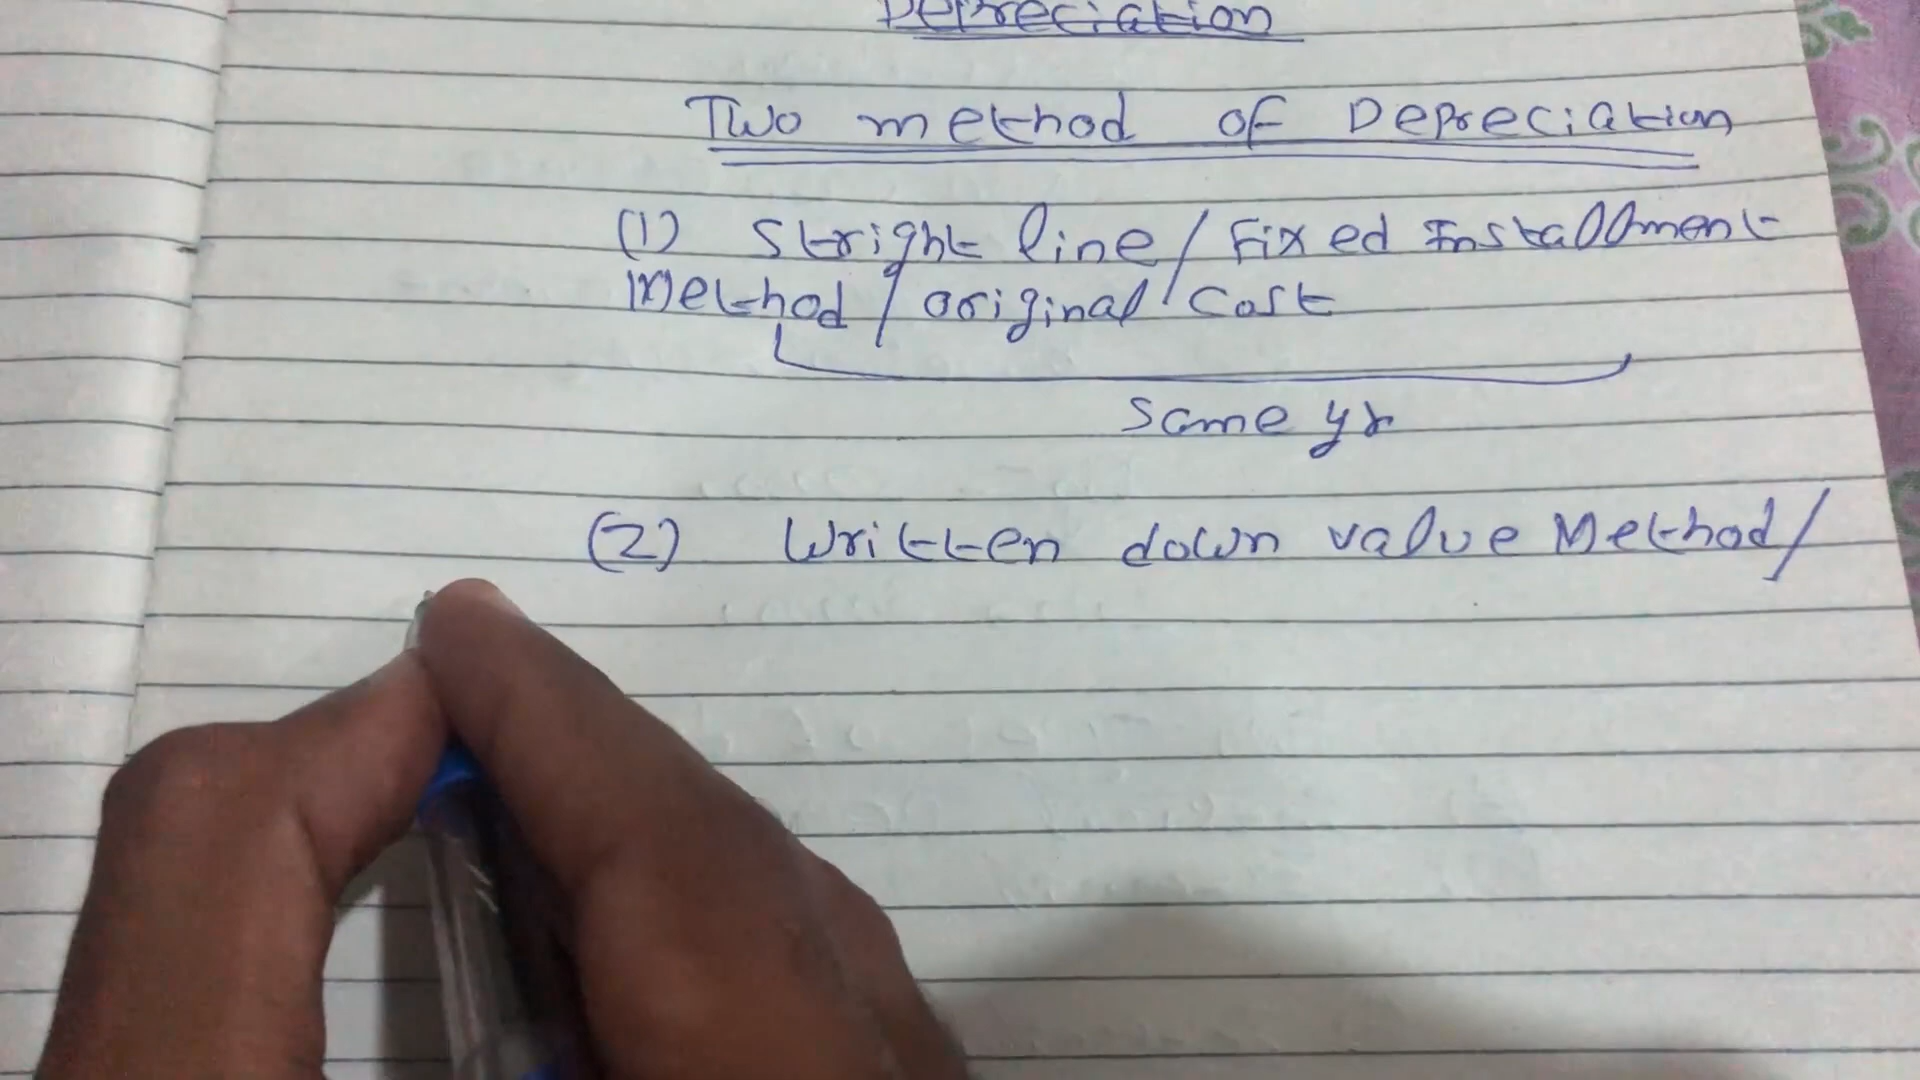 Depreciation
Two method of Depreciation
(1) Stright line / Fixed Installment
Method / original cost
Same yr
(2) Written down value Method /